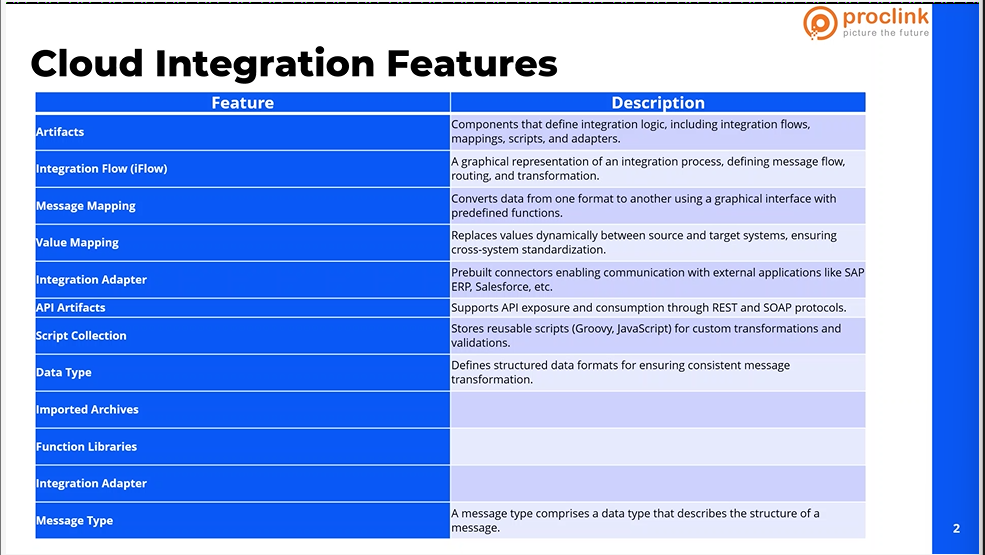 proclink
picture the future
Cloud Integration Features
Feature
Description
Artifacts
Components that define integration logic, including integration flows,
mappings, scripts, and adapters.
Integration Flow (iFlow)
A graphical representation of an integration process, defining message flow,
routing, and transformation.
Message Mapping
Converts data from one format to another using a graphical interface with
predefined functions.
Value Mapping
Replaces values dynamically between source and target systems, ensuring
cross-system standardization.
Integration Adapter
Prebuilt connectors enabling communication with external applications like SAP
ERP, Salesforce, etc.
API Artifacts
Supports API exposure and consumption through REST and SOAP protocols.
Script Collection
Stores reusable scripts (Groovy, JavaScript) for custom transformations and
validations.
Data Type
Defines structured data formats for ensuring consistent message
transformation.
Imported Archives
Function Libraries
Integration Adapter
Message Type
A message type comprises a data type that describes the structure of a
message.
2